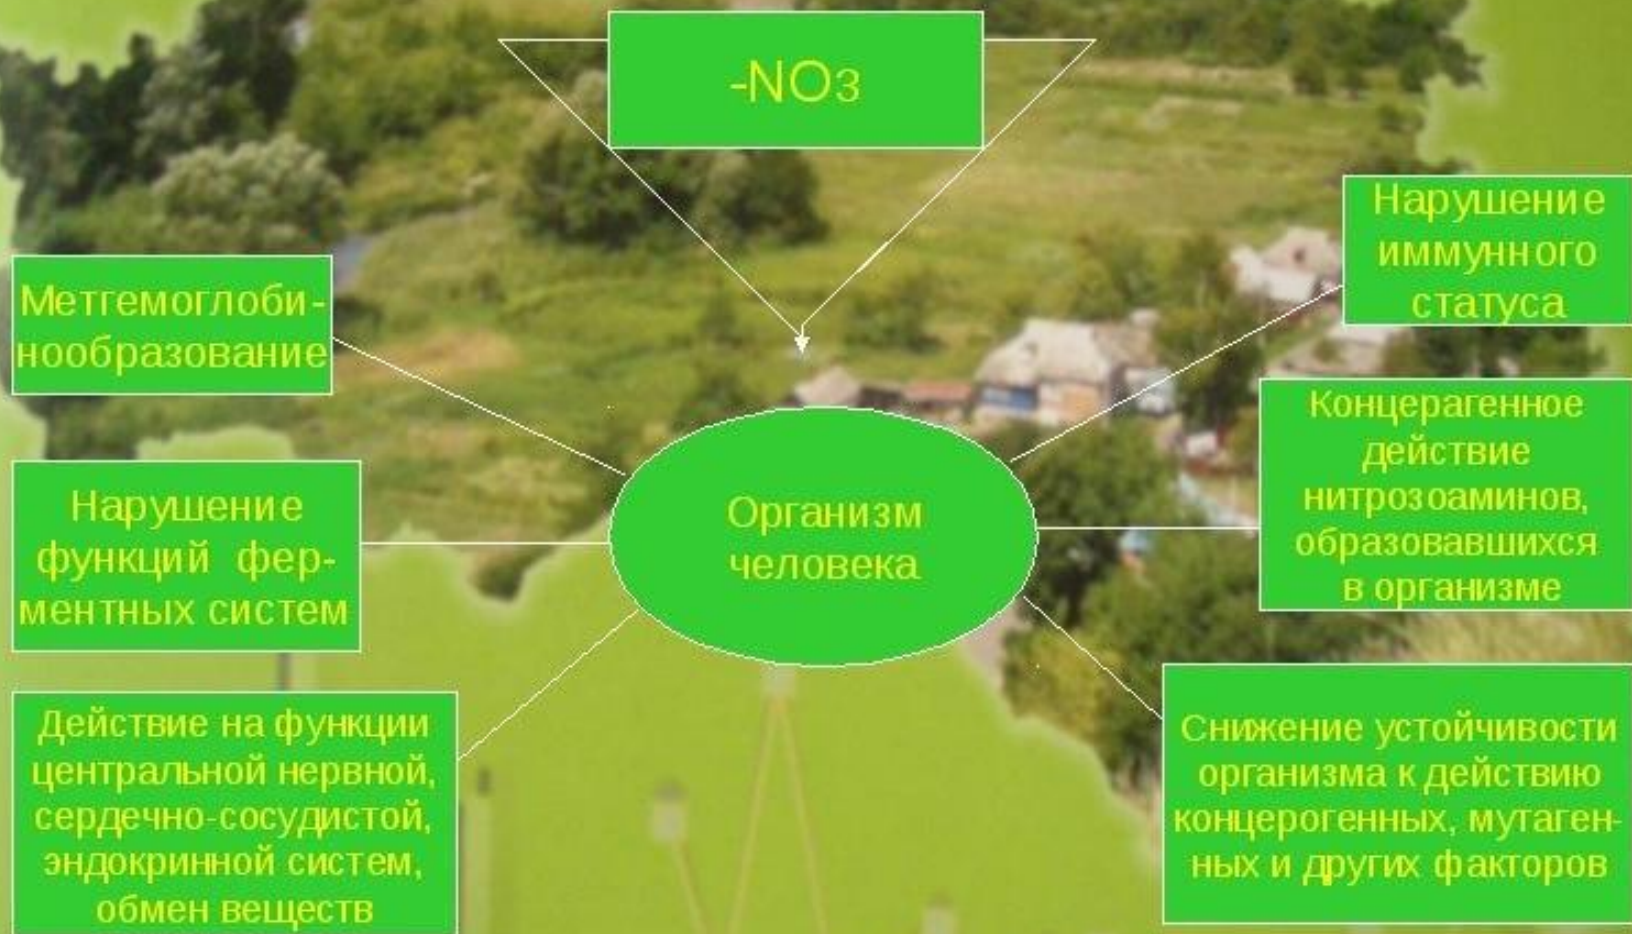 -NO3
Метгемоглоби-
нообразование
Нарушение
функций фер-
ментных систем
Действие на функции
центральной нервной,
сердечно-сосудистой,
эндокринной систем,
обмен веществ
Организм
человека
Нарушение
иммунного
статуса
Концерагенное
действие
нитрозоаминов,
образовавшихся
в организме
Снижение устойчивости
организма к действию
концерогенных, мутаген-
ных и других факторов